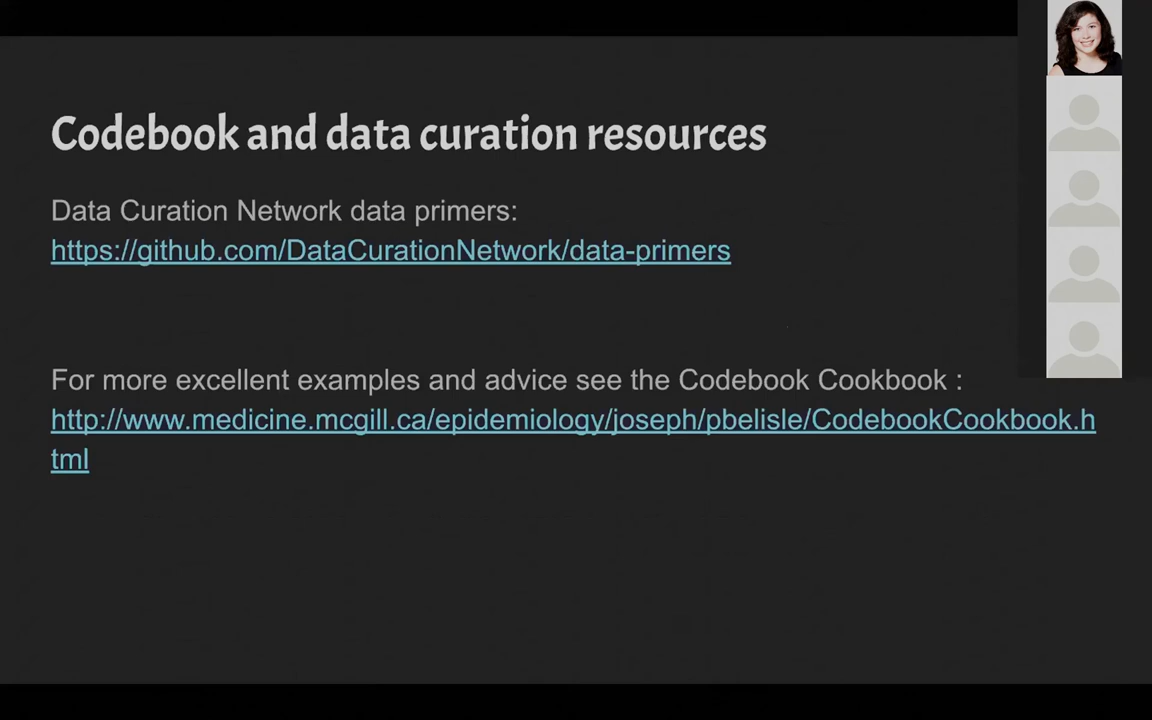 Codebook and data curation resources
Data Curation Network data primers:
https://github.com/DataCurationNetwork/data-primers
For more excellent examples and advice see the Codebook Cookbook :
http://www.medicine.mcgill.ca/epidemiology/joseph/pbelisle/CodebookCookbook.h
tml